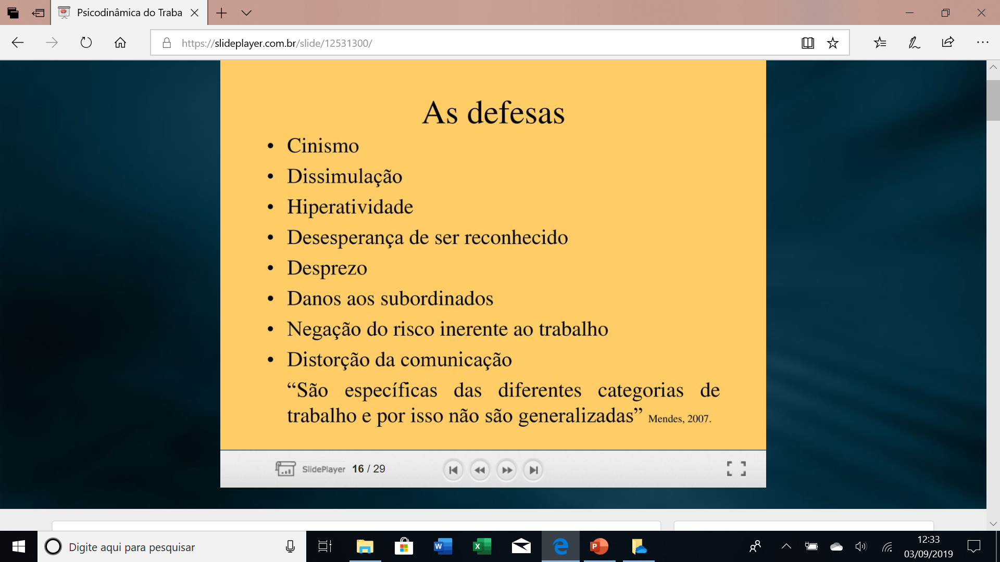 Psicodinâmica do Traba
https://slideplayer.com.br/slide/12531300/
As defesas
• Cinismo
• Dissimulação
• Hiperatividade
• Desesperança de ser reconhecido
• Desprezo
• Danos aos subordinados
• Negação do risco inerente ao trabalho
• Distorção da comunicação
“São específicas das diferentes categorias de
trabalho e por isso não são generalizadas” Mendes, 2007.
SlidePlayer 16 / 29
Digite aqui para pesquisar
12:33
03/09/2019